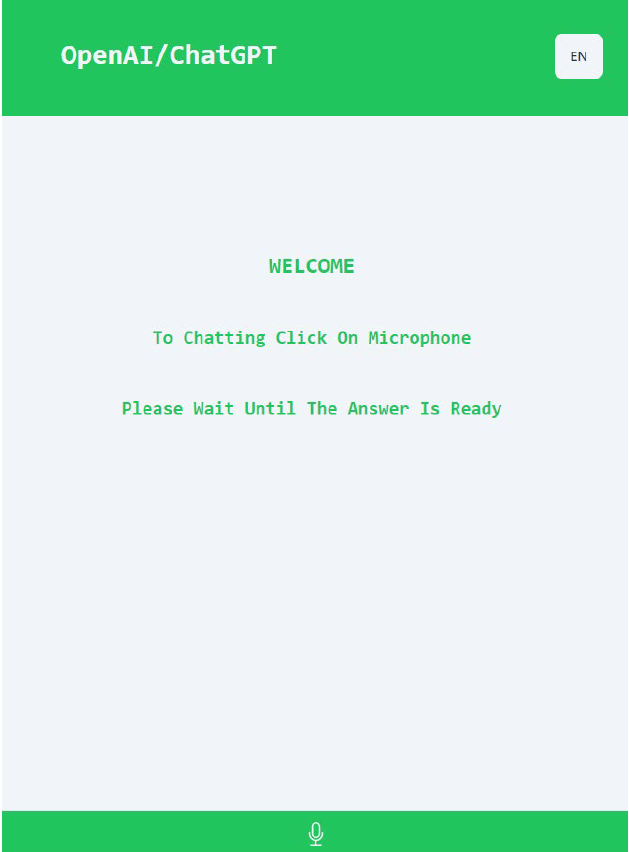 OpenAI/ChatGPT
EN
WELCOME
To Chatting Click On Microphone
Please Wait Until The Answer Is Ready